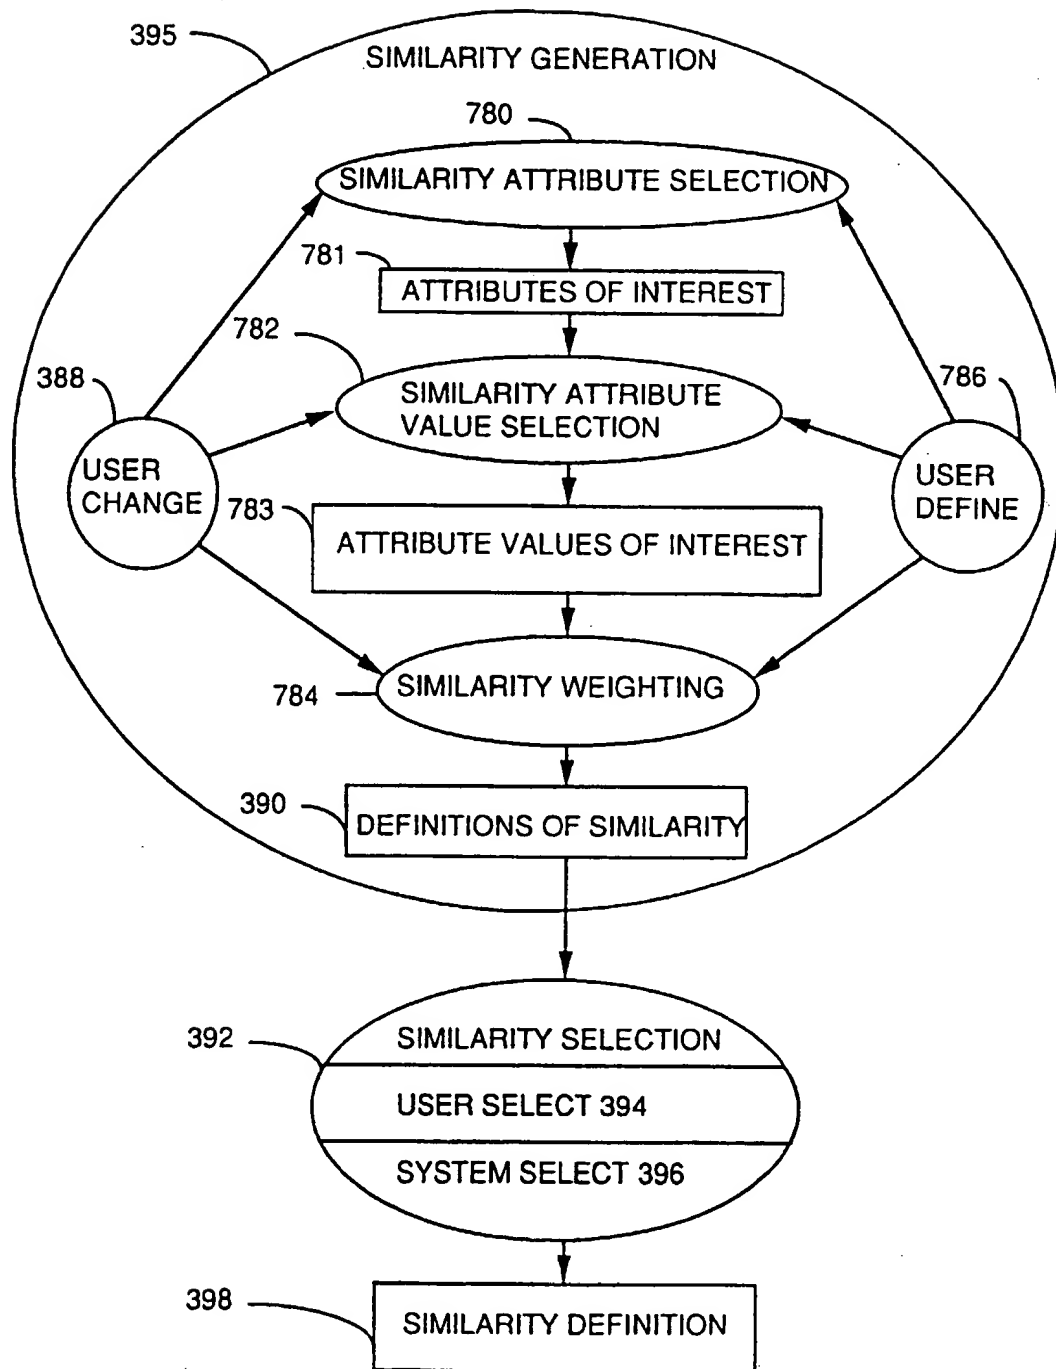 395
SIMILARITY GENERATION
780
SIMILARITY ATTRIBUTE SELECTION
781
ATTRIBUTES OF INTEREST
782
SIMILARITY ATTRIBUTE
VALUE SELECTION
388
USER
CHANGE
786
USER
DEFINE
783
ATTRIBUTE VALUES OF INTEREST
784
SIMILARITY WEIGHTING
390
DEFINITIONS OF SIMILARITY
392
SIMILARITY SELECTION
USER SELECT 394
SYSTEM SELECT 396
398
SIMILARITY DEFINITION